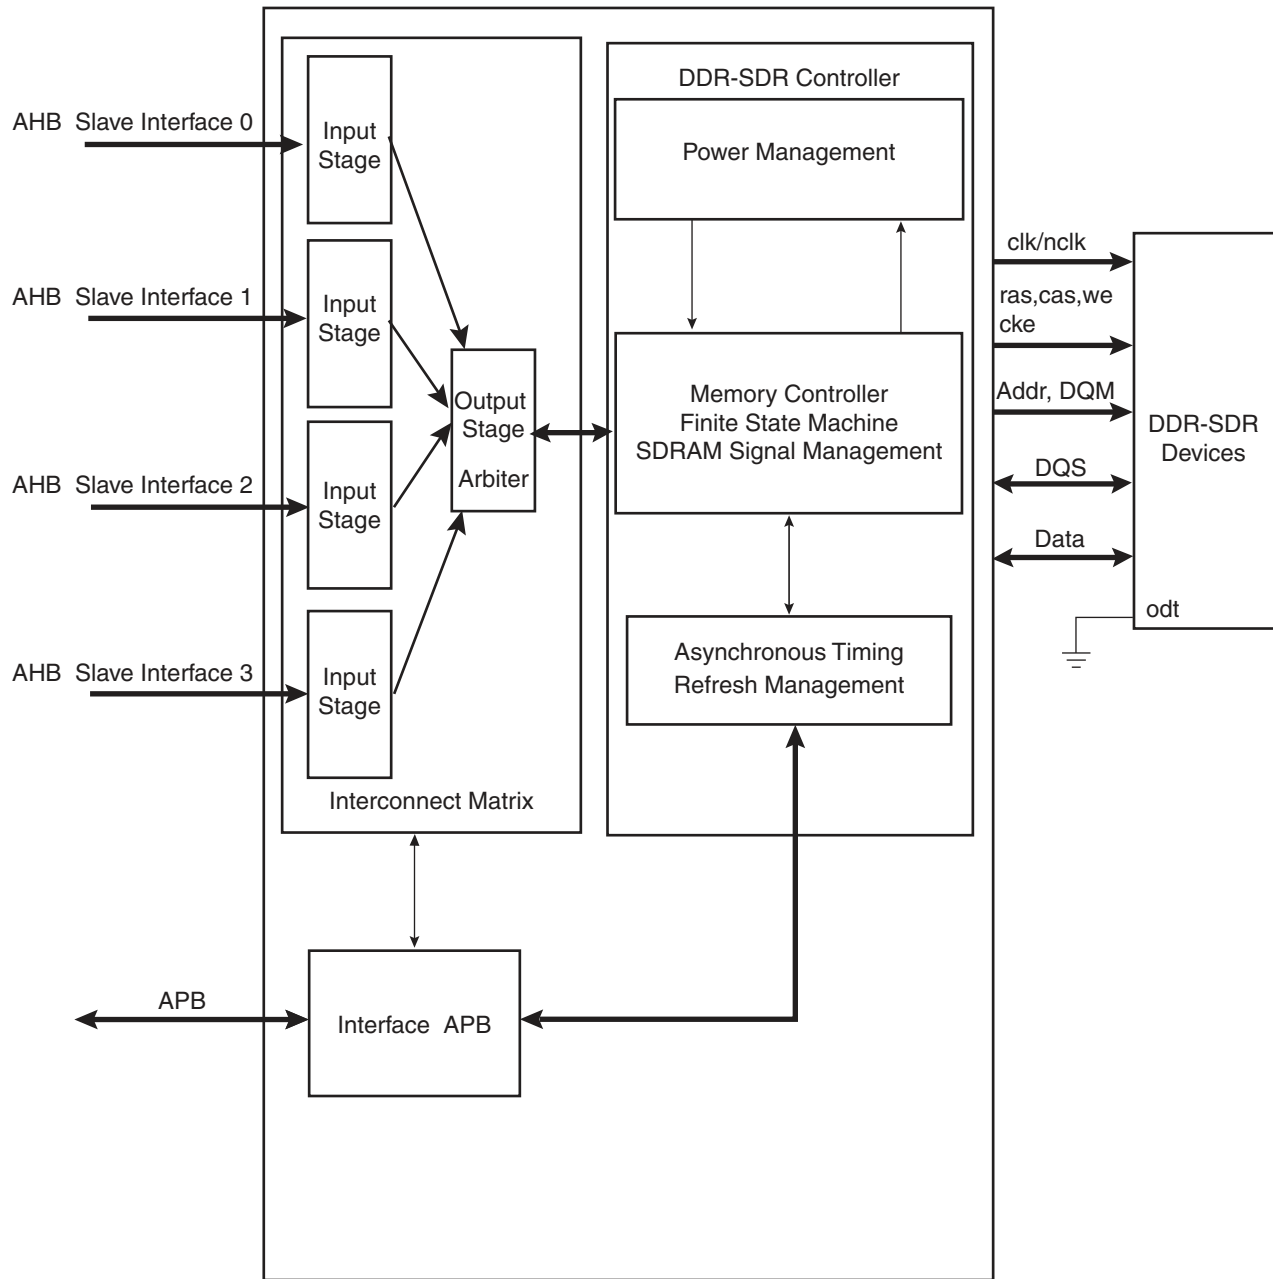 AHB Slave Interface 0
AHB Slave Interface 1
AHB Slave Interface 2
AHB Slave Interface 3
Input
Stage
Input
Stage
Input
Stage
Input
Stage
Output
Stage
Arbiter
Interconnect Matrix
DDR-SDR Controller
Power Management
Memory Controller
Finite State Machine
SDRAM Signal Management
Asynchronous Timing
Refresh Management
clk/nclk
ras,cas,we
cke
Addr, DQM
DQS
Data
odt
DDR-SDR
Devices
APB
Interface APB